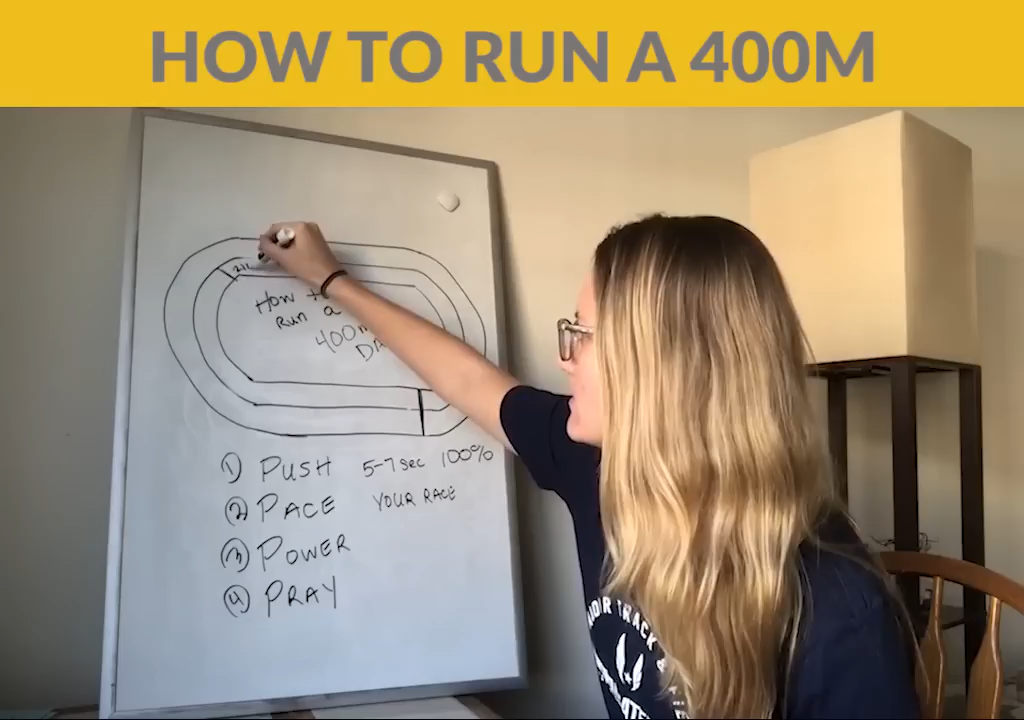 HOW TO RUN A 400M
How
Run a
400m
① PUSH 5-7 sec 100%
② PACE YOUR RACE
③ POWER
④ PRAY
TRACK &